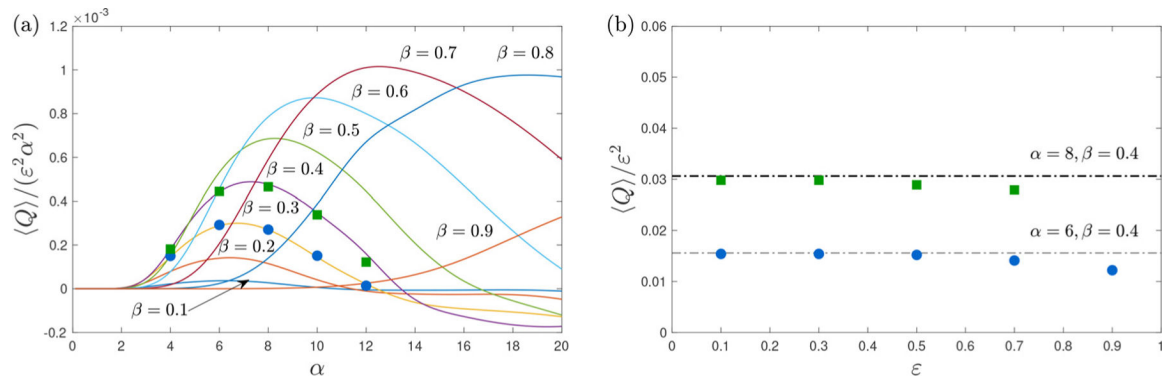 (a)
×10⁻³
1.2
1
0.8
0.6
0.4
0.2
0
-0.2
⟨Q⟩/(ε²α²)
β = 0.7
β = 0.8
β = 0.6
β = 0.5
β = 0.4
β = 0.3
β = 0.9
β = 0.2
β = 0.1
0 2 4 6 8 10 12 14 16 18 20
α
(b)
0.06
0.05
0.04
0.03
0.02
0.01
0
⟨Q⟩/ε²
α = 8, β = 0.4
α = 6, β = 0.4
0 0.1 0.2 0.3 0.4 0.5 0.6 0.7 0.8 0.9 1
ε